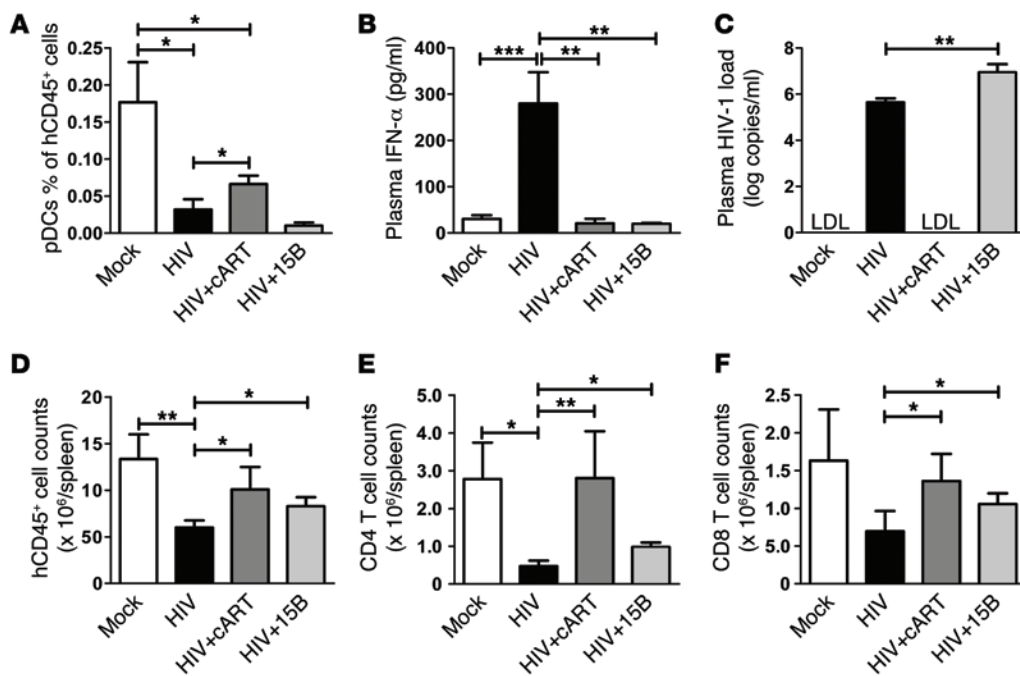 A
pDCs % of hCD45⁺ cells
0.25
0.20
0.15
0.10
0.05
0.00
*
*
*
Mock
HIV
HIV+cART
HIV+15B
B
Plasma IFN-α (pg/ml)
400
300
200
100
0
**
***
**
Mock
HIV
HIV+cART
HIV+15B
C
Plasma HIV-1 load
(log copies/ml)
8
6
4
2
0
**
LDL
LDL
Mock
HIV
HIV+cART
HIV+15B
D
hCD45⁺ cell counts
(x 10⁶/spleen)
20
15
10
50
0
*
**
*
Mock
HIV
HIV+cART
HIV+15B
E
CD4 T cell counts
(x 10⁶/spleen)
5.0
4.0
3.0
2.0
1.0
0
*
**
*
Mock
HIV
HIV+cART
HIV+15B
F
CD8 T cell counts
(x 10⁶/spleen)
2.5
2.0
1.5
1.0
5.0
0
*
*
Mock
HIV
HIV+cART
HIV+15B